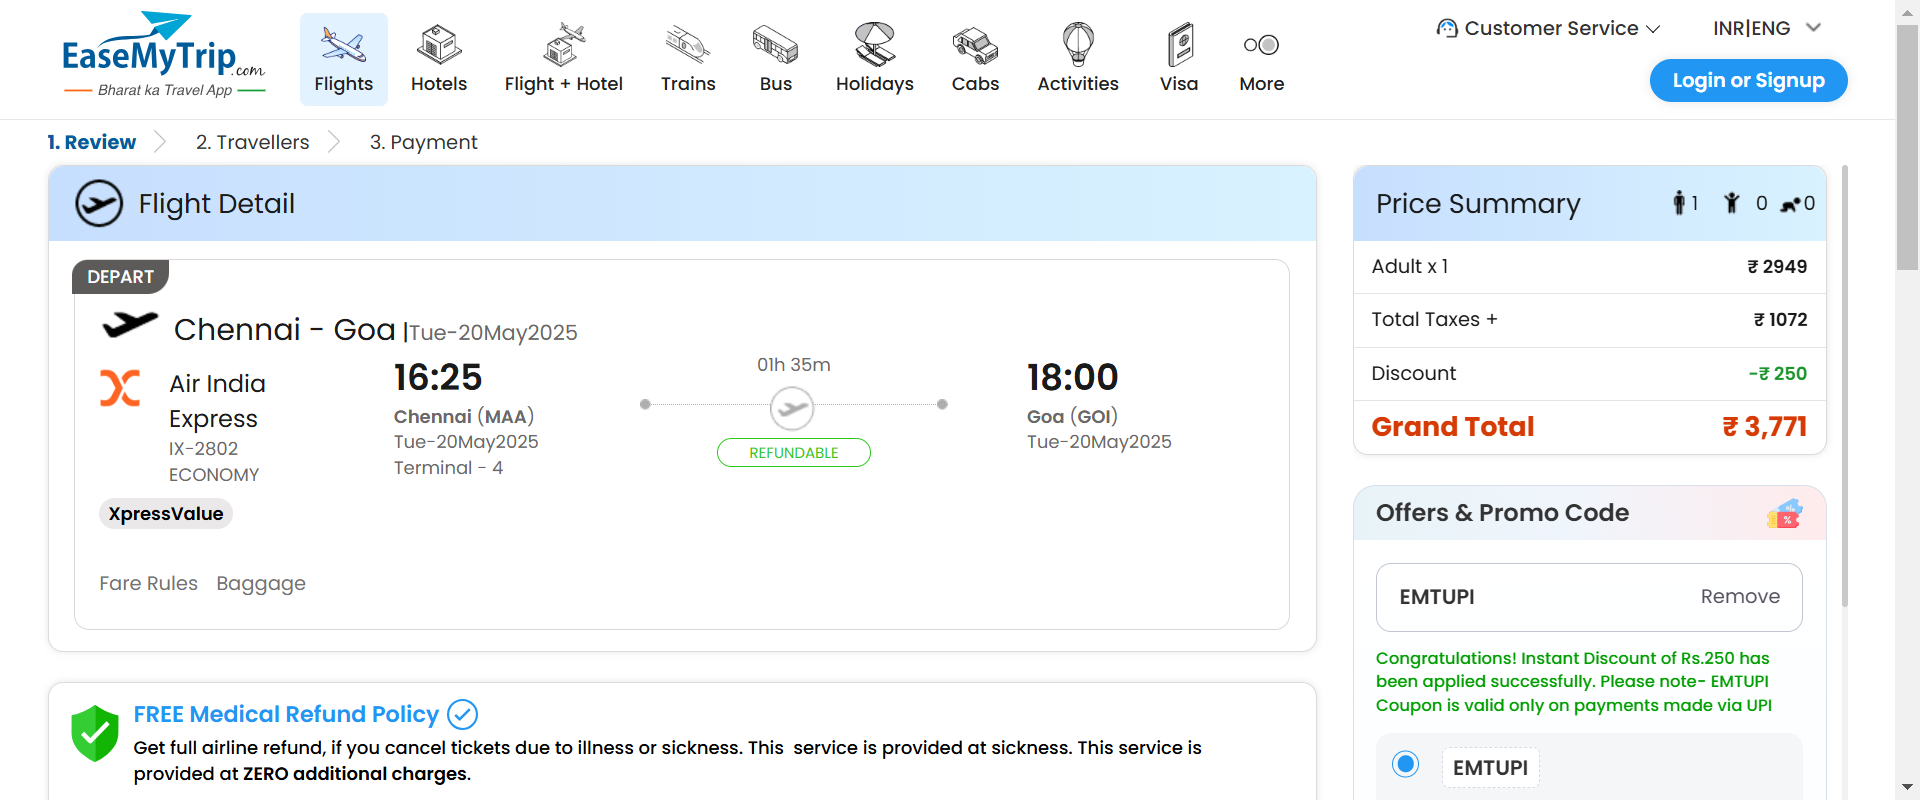 EaseMyTrip.com
Bharat ka Travel App
Flights
Hotels
Flight + Hotel
Trains
Bus
Holidays
Cabs
Activities
Visa
More
Customer Service
INR|ENG
Login or Signup
1. Review
2. Travellers
3. Payment
Flight Detail
DEPART
Chennai - Goa |Tue-20May2025
Air India
Express
IX-2802
ECONOMY
XpressValue
16:25
Chennai (MAA)
Tue-20May2025
Terminal - 4
01h 35m
REFUNDABLE
18:00
Goa (GOI)
Tue-20May2025
Fare Rules Baggage
FREE Medical Refund Policy
Get full airline refund, if you cancel tickets due to illness or sickness. This  service is provided at sickness. This service is
provided at ZERO additional charges.
Price Summary 1 0 0
Adult x 1 ₹ 2949
Total Taxes + ₹ 1072
Discount -₹ 250
Grand Total ₹ 3,771
Offers & Promo Code
EMTUPI Remove
Congratulations! Instant Discount of Rs.250 has
been applied successfully. Please note- EMTUPI
Coupon is valid only on payments made via UPI
EMTUPI